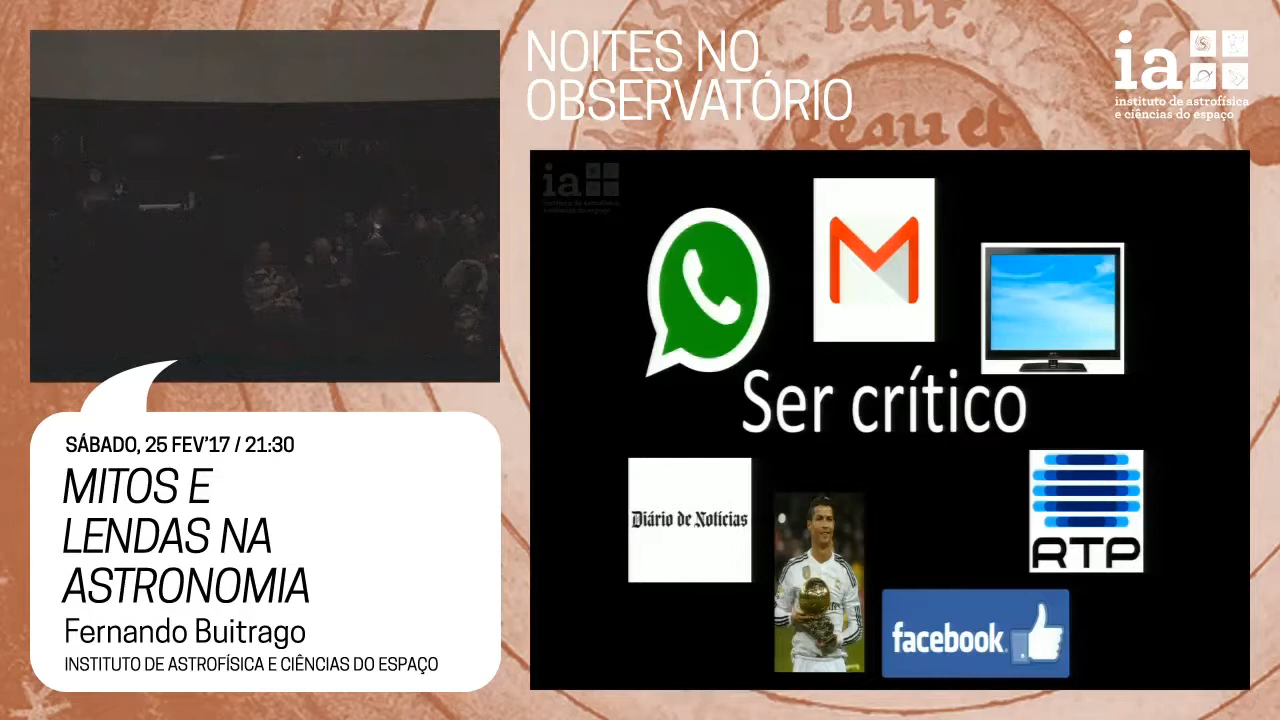 NOITES NO
OBSERVATÓRIO
ia
instituto de astrofísica
e ciências do espaço
Ser crítico
Diário de Notícias
RTP
facebook
SÁBADO, 25 FEV'17 / 21:30
MITOS E
LENDAS NA
ASTRONOMIA
Fernando Buitrago
INSTITUTO DE ASTROFÍSICA E CIÊNCIAS DO ESPAÇO